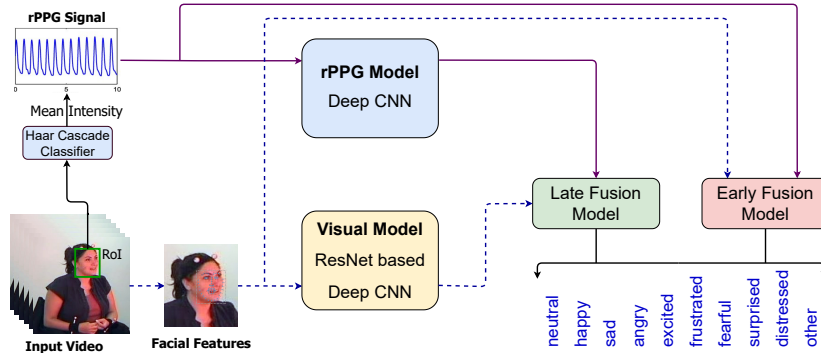 rPPG Signal
0 5 10
Mean Intensity
Haar Cascade
Classifier
RoI
Input Video
Facial Features
rPPG Model
Deep CNN
Visual Model
ResNet based
Deep CNN
Late Fusion
Model
Early Fusion
Model
neutral
happy
sad
angry
excited
frustrated
fearful
surprised
distressed
other